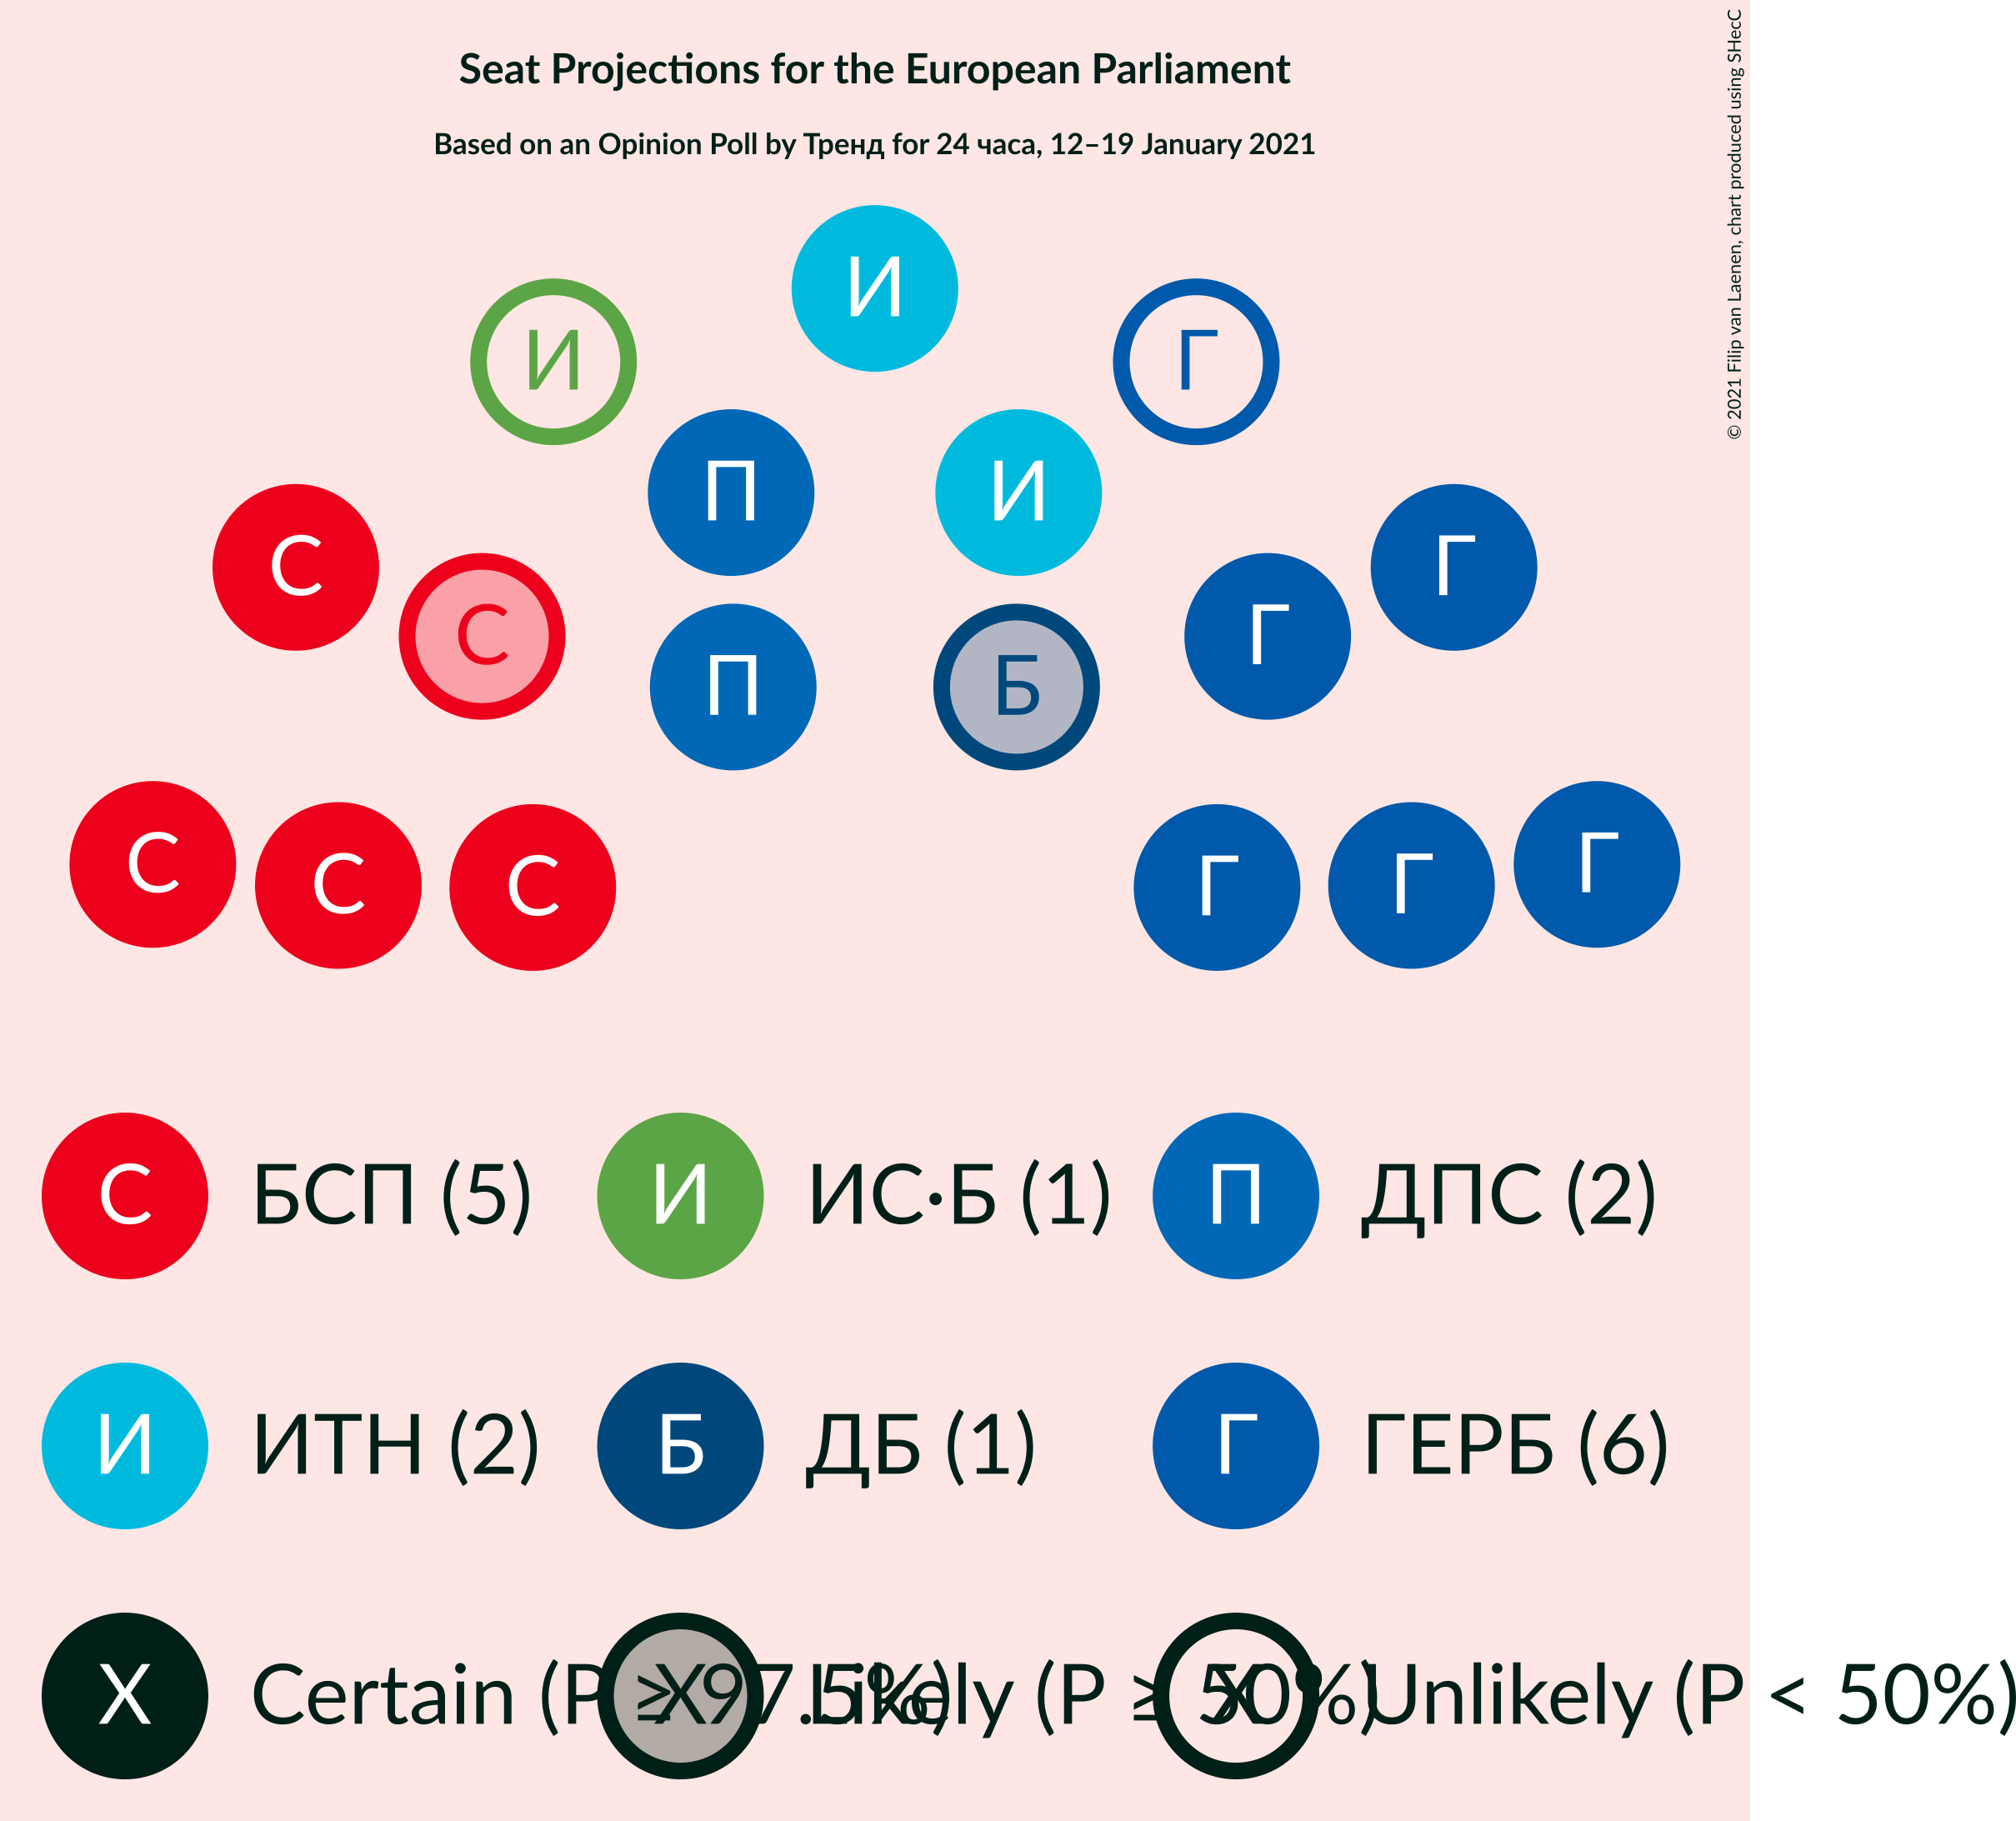 Seat Projections for the European Parliament
Based on an Opinion Poll by Тренд for 24 часа, 12–19 January 2021
© 2021 Filip van Laenen, chart produced using SHecC
И
И Г
П И
С Г
С Г
П Б
С Г
С С Г Г
С БСП (5) И ИС•Б (1) П ДПС (2)
И ИТН (2) Б ДБ (1) Г ГЕРБ (6)
X Certain (P ≥ 97.5%) X Likely (P ≥ 50%) X Unlikely (P < 50%)